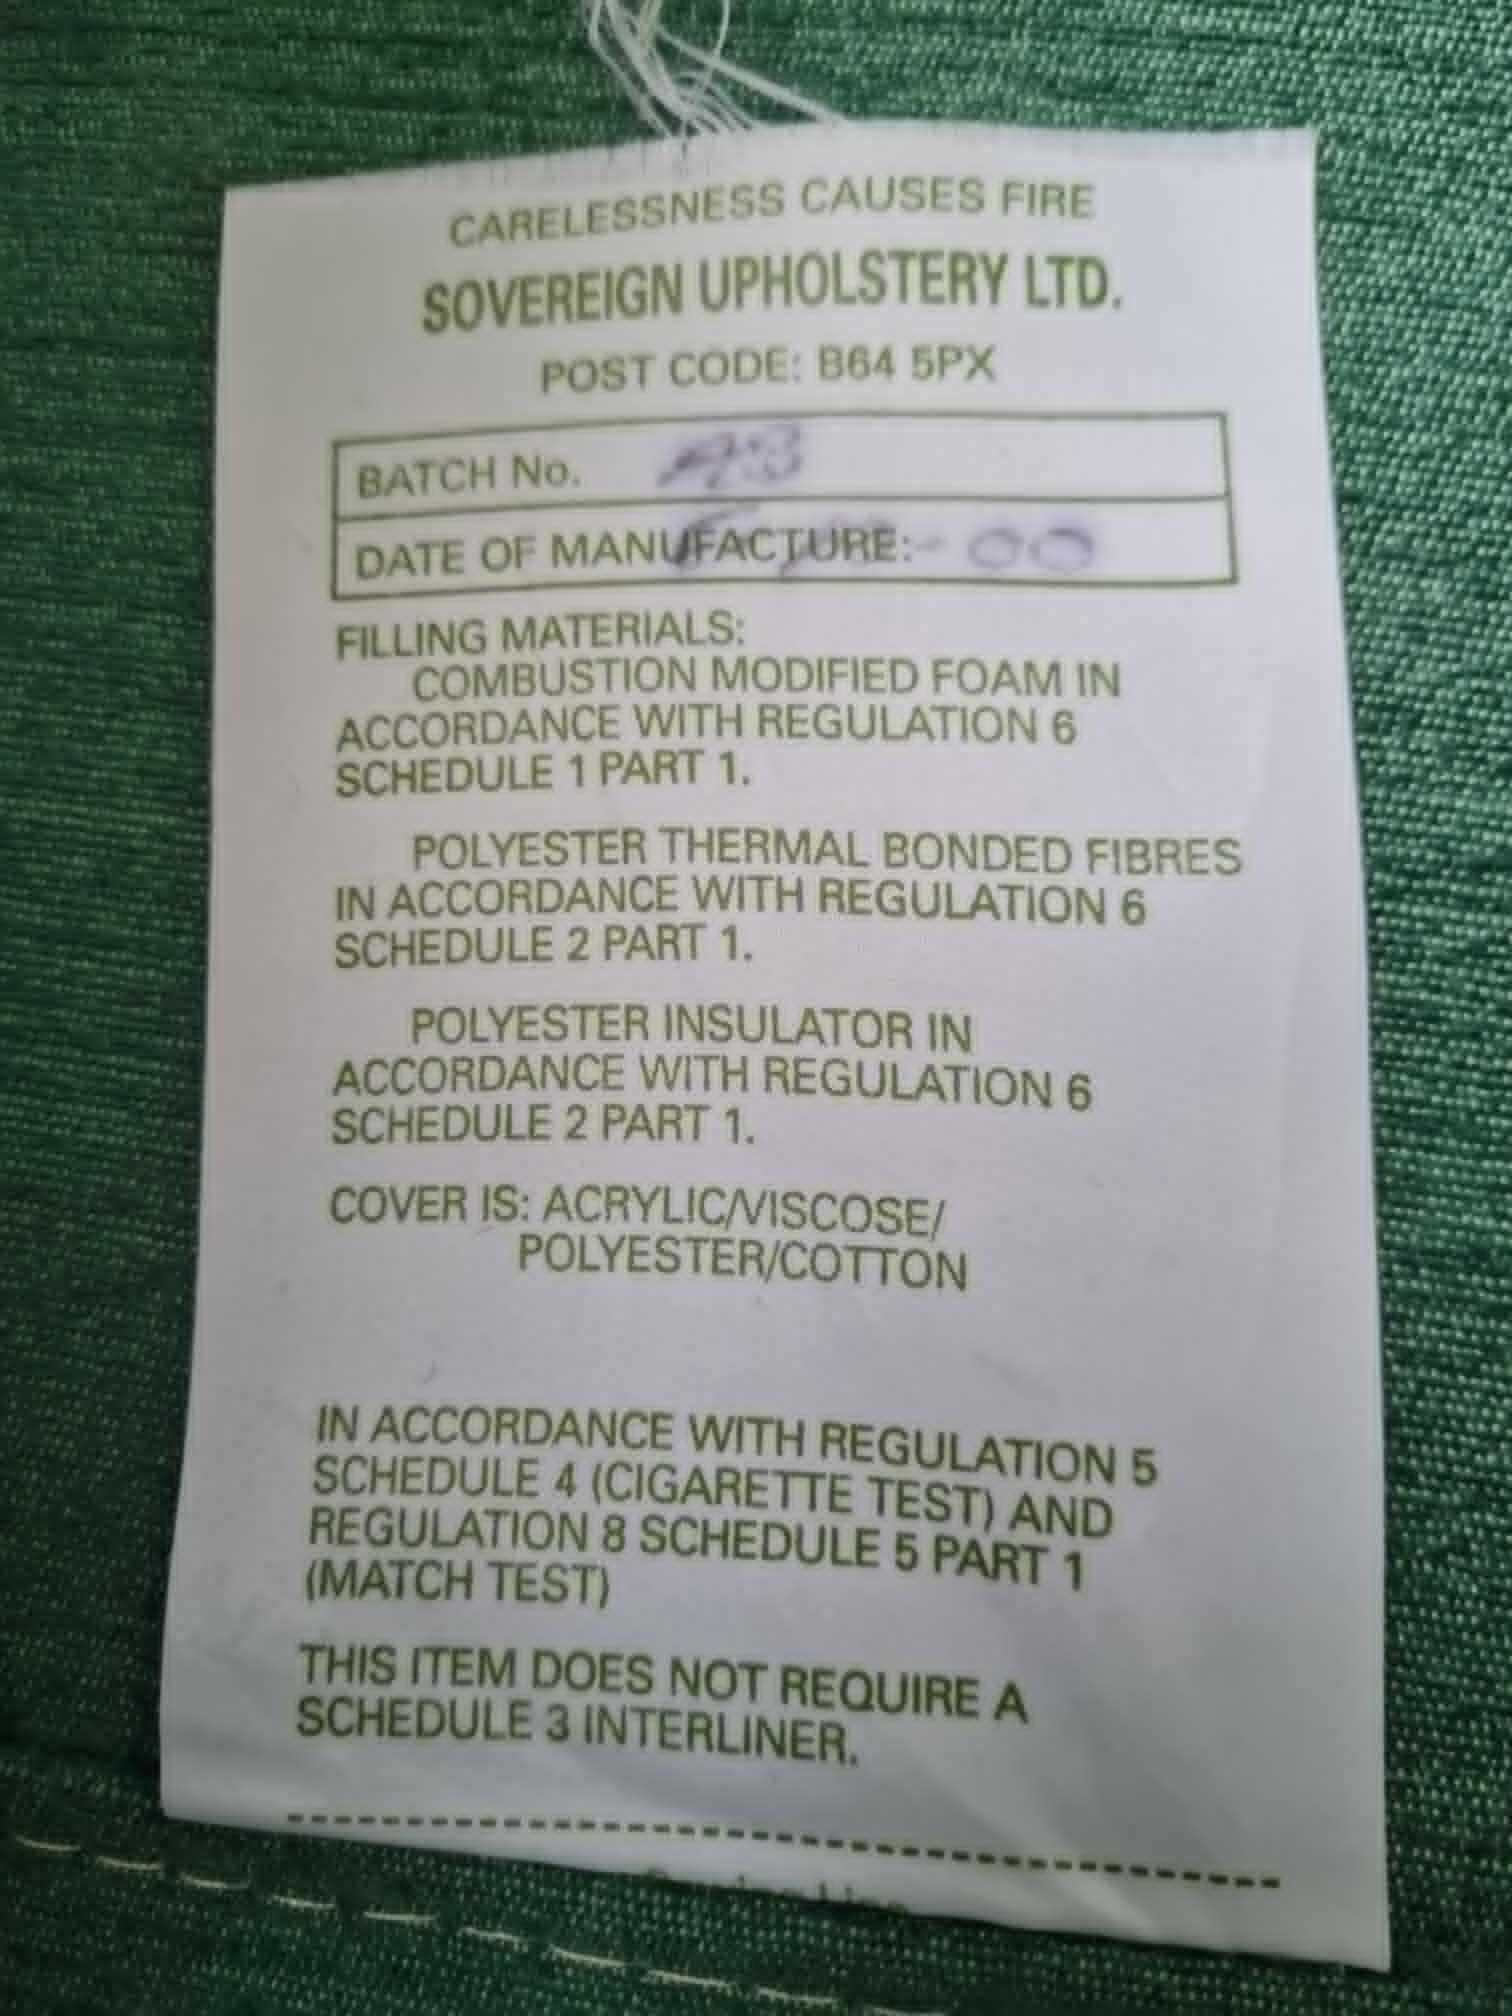 CARELESSNESS CAUSES FIRE
SOVEREIGN UPHOLSTERY LTD.
POST CODE: B64 5PX
BATCH No.
DATE OF MANUFACTURE: - 00
FILLING MATERIALS:
COMBUSTION MODIFIED FOAM IN
ACCORDANCE WITH REGULATION 6
SCHEDULE 1 PART 1.
POLYESTER THERMAL BONDED FIBRES
IN ACCORDANCE WITH REGULATION 6
SCHEDULE 2 PART 1.
POLYESTER INSULATOR IN
ACCORDANCE WITH REGULATION 6
SCHEDULE 2 PART 1.
COVER IS: ACRYLIC/VISCOSE/
POLYESTER/COTTON
IN ACCORDANCE WITH REGULATION 5
SCHEDULE 4 (CIGARETTE TEST) AND
REGULATION 8 SCHEDULE 5 PART 1
(MATCH TEST)
THIS ITEM DOES NOT REQUIRE A
SCHEDULE 3 INTERLINER.